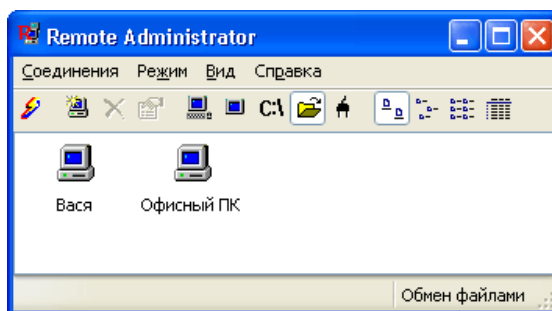 Remote Administrator
Соединения Режим Вид Справка
C:\
Вася Офисный ПК
Обмен файлами